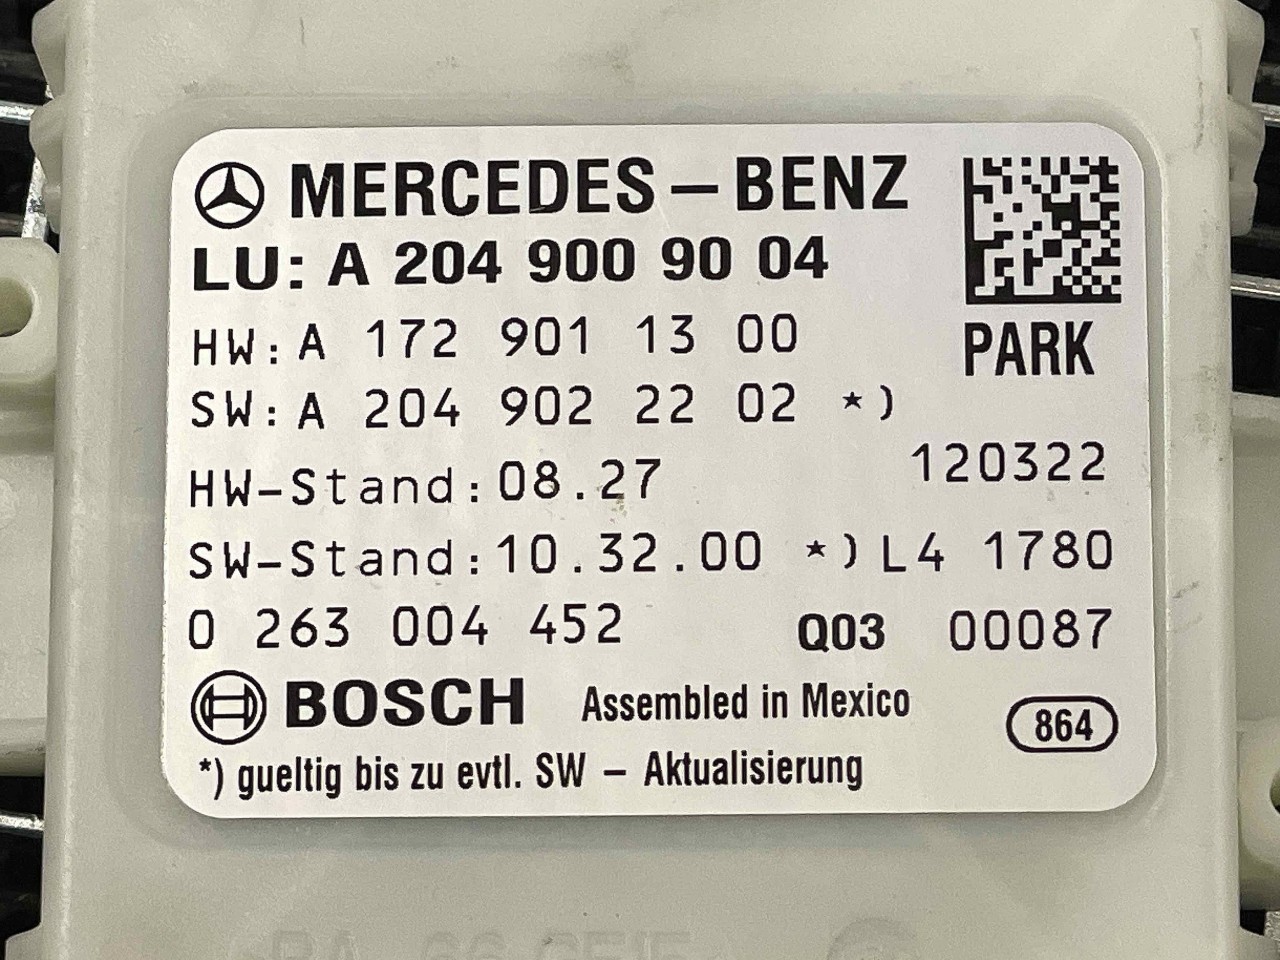 MERCEDES-BENZ
LU: A 204 900 90 04
HW: A 172 901 13 00
PARK
SW: A 204 902 22 02 *)
HW-Stand: 08.27 120322
SW-Stand: 10.32.00 *) L4 1780
0 263 004 452 Q03 00087
BOSCH Assembled in Mexico 864
*) gueltig bis zu evtl. SW - Aktualisierung